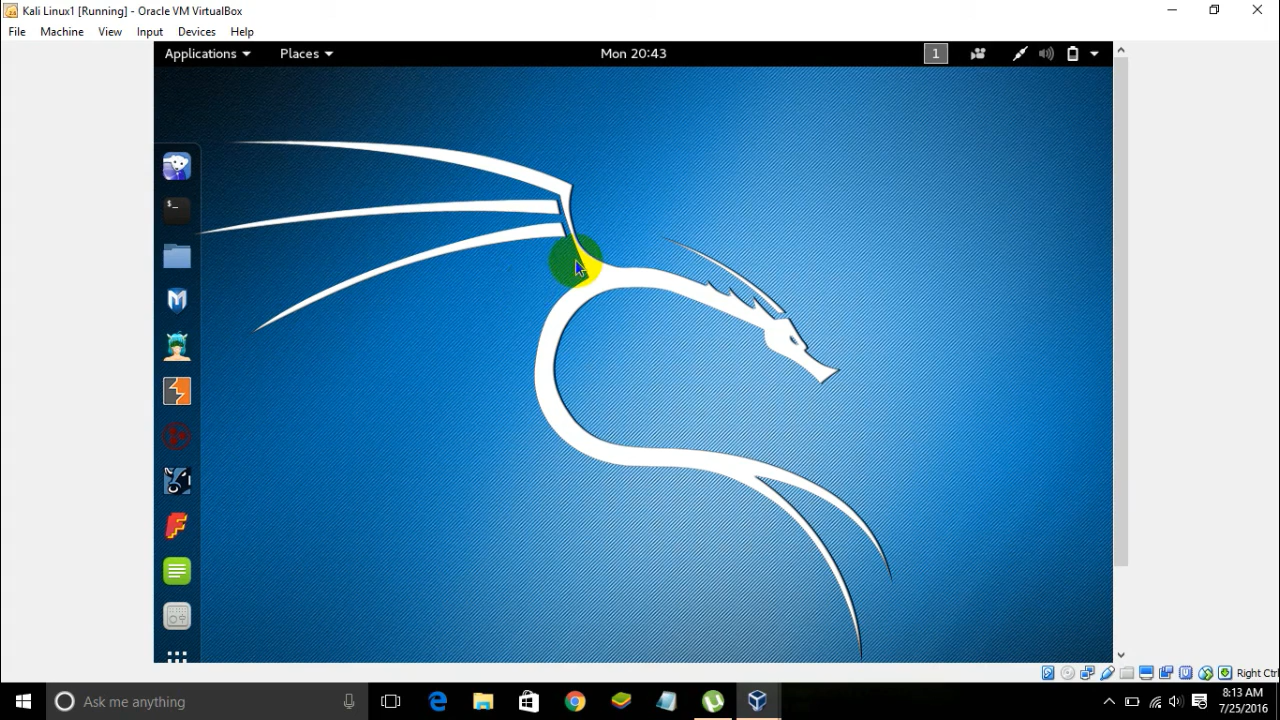 Kali Linux1 [Running] - Oracle VM VirtualBox
File Machine View Input Devices Help
Applications Places Mon 20:43 1
$_
M
F
Right Ctrl
Ask me anything
8:13 AM
7/25/2016